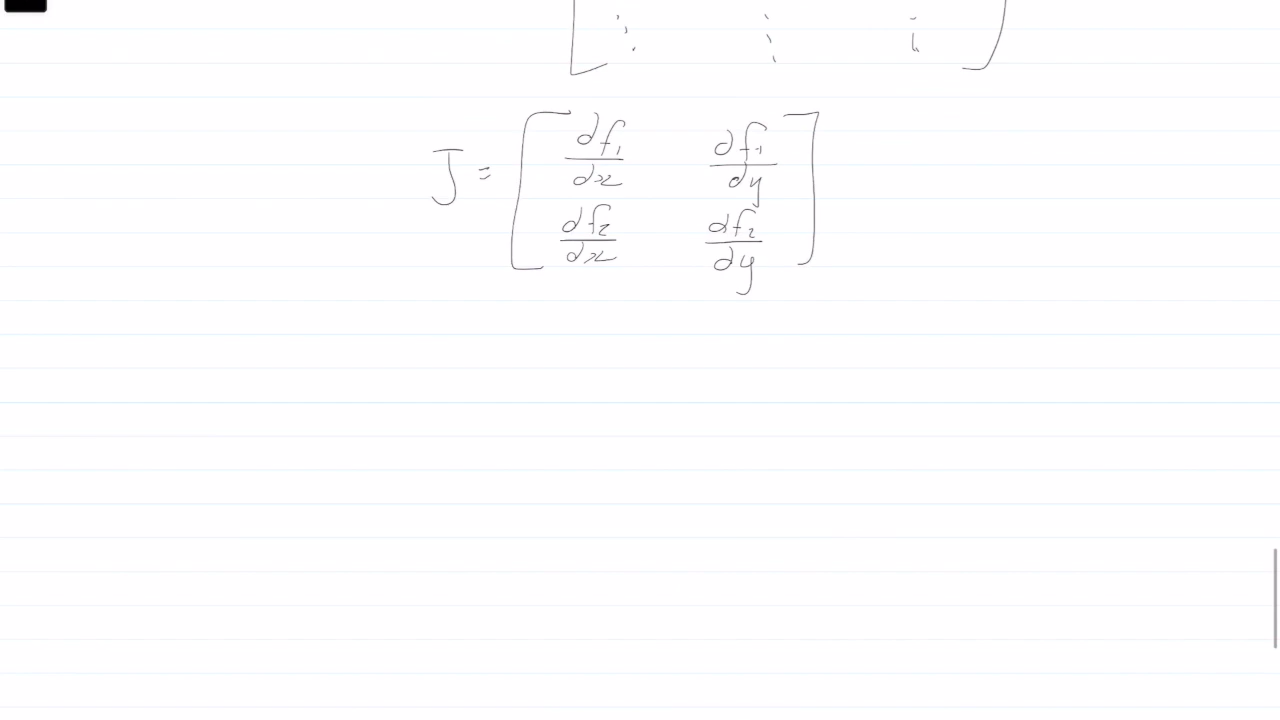 J = [ ∂f₁/∂x ∂f₁/∂y ]
[ ∂f₂/∂x ∂f₂/∂y ]